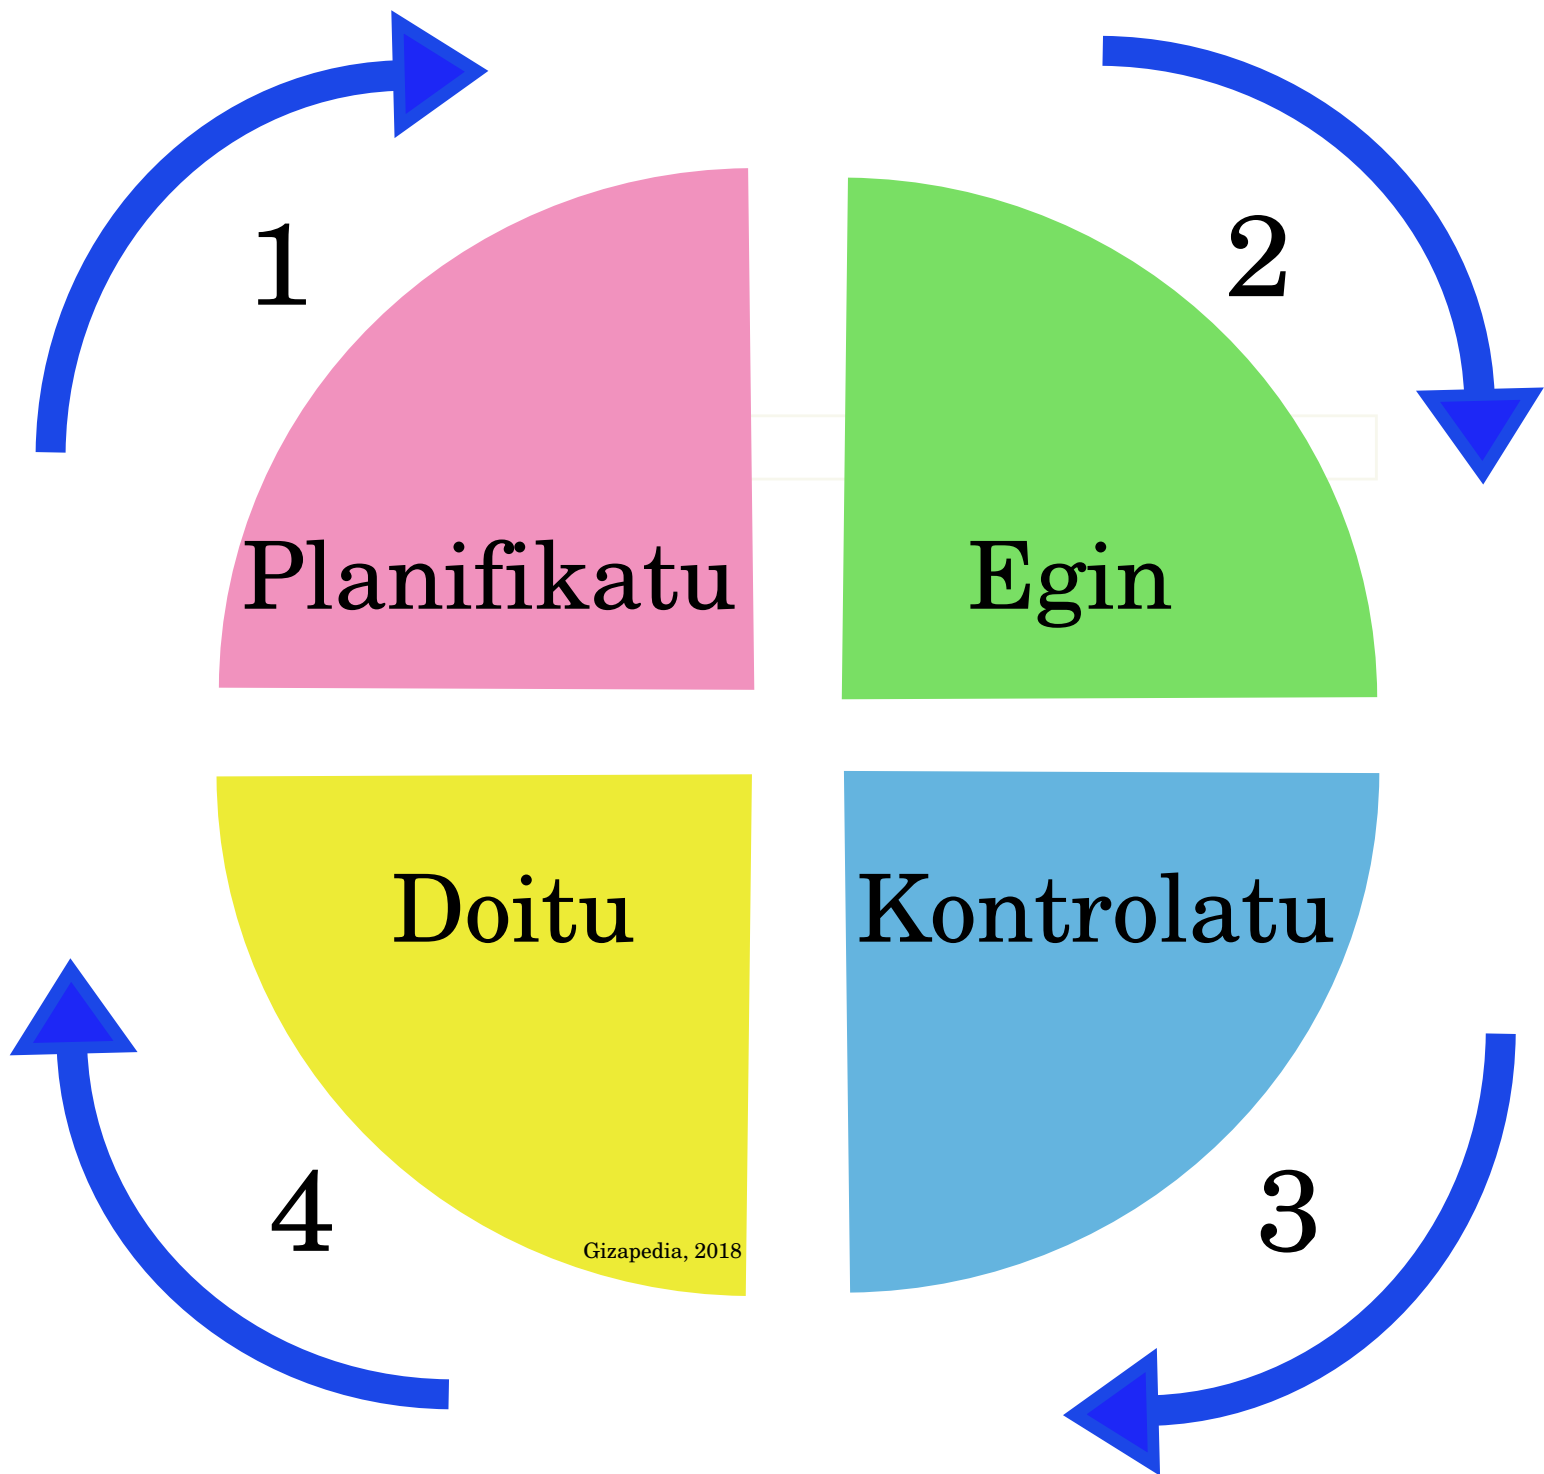 1
2
Planifikatu
Egin
Doitu
Kontrolatu
4
3
Gizapedia, 2018